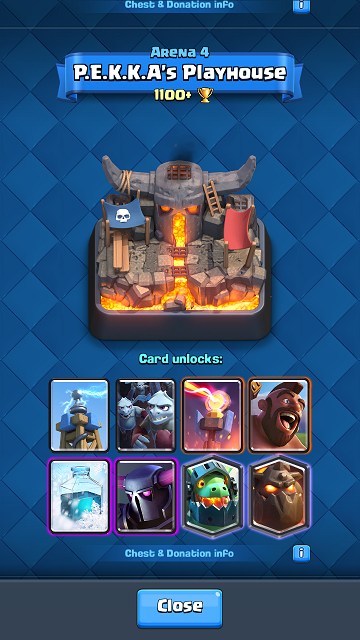 Chest & Donation info
i
Arena 4
P.E.K.K.A's Playhouse
1100+
Card unlocks:
Chest & Donation info
i
Close